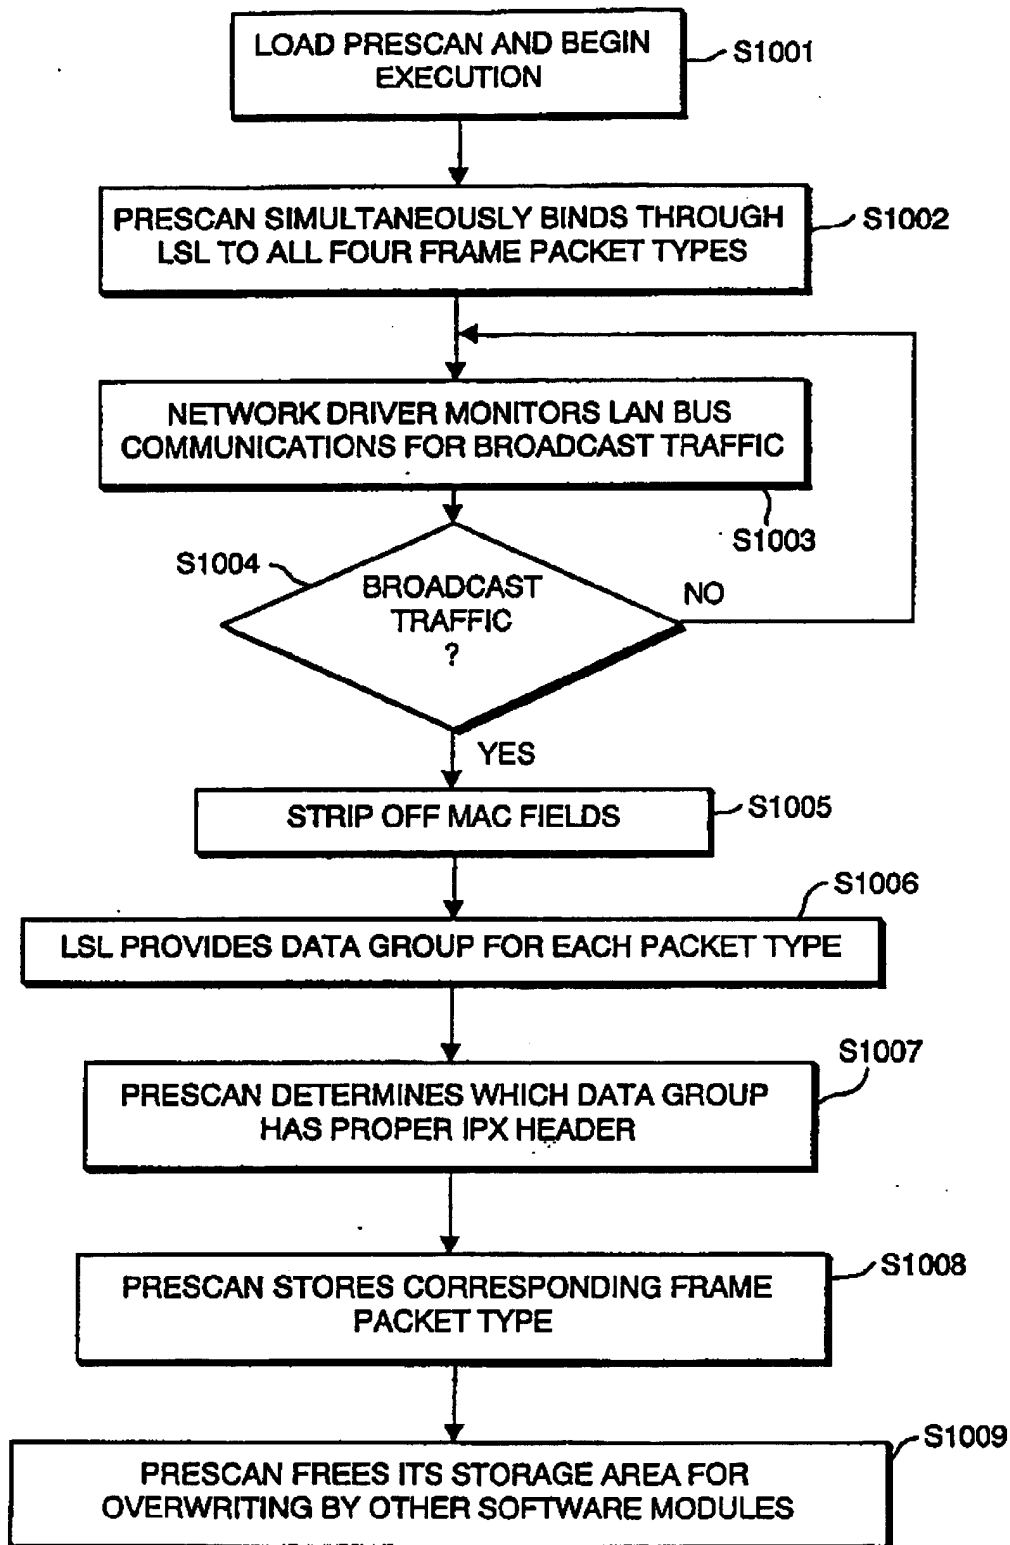 LOAD PRESCAN AND BEGIN
EXECUTION
S1001
PRESCAN SIMULTANEOUSLY BINDS THROUGH
LSL TO ALL FOUR FRAME PACKET TYPES
S1002
NETWORK DRIVER MONITORS LAN BUS
COMMUNICATIONS FOR BROADCAST TRAFFIC
S1003
S1004
BROADCAST
TRAFFIC
?
NO
YES
STRIP OFF MAC FIELDS
S1005
S1006
LSL PROVIDES DATA GROUP FOR EACH PACKET TYPE
S1007
PRESCAN DETERMINES WHICH DATA GROUP
HAS PROPER IPX HEADER
S1008
PRESCAN STORES CORRESPONDING FRAME
PACKET TYPE
S1009
PRESCAN FREES ITS STORAGE AREA FOR
OVERWRITING BY OTHER SOFTWARE MODULES